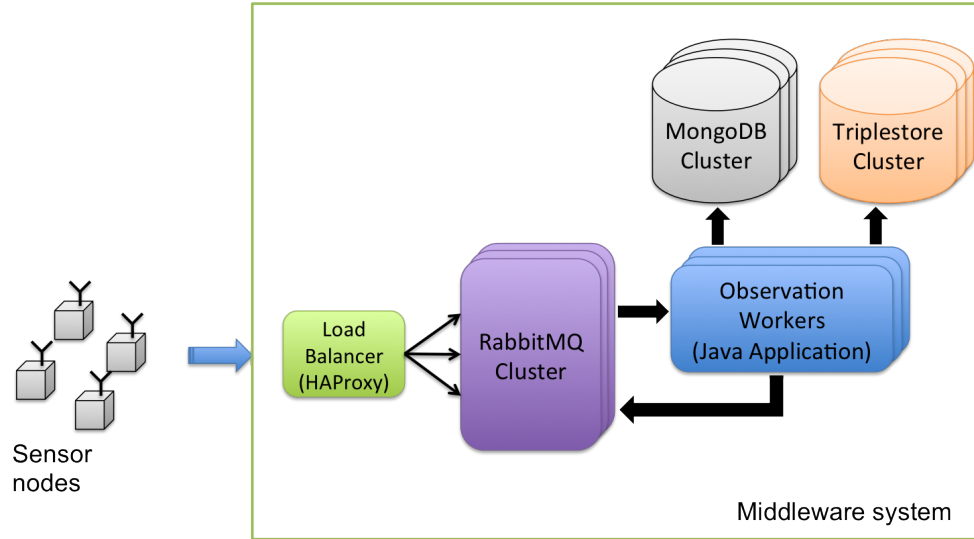 MongoDB
Cluster
Triplestore
Cluster
Observation
Workers
(Java Application)
RabbitMQ
Cluster
Load
Balancer
(HAProxy)
Sensor
nodes
Middleware system